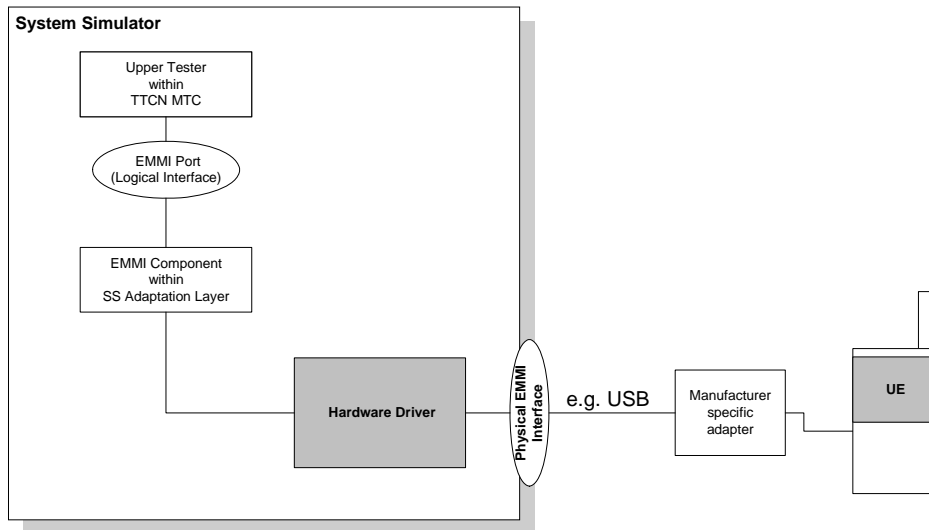 System Simulator
Upper Tester
within
TTCN MTC
EMMI Port
(Logical Interface)
EMMI Component
within
SS Adaptation Layer
Hardware Driver
Physical EMMI
Interface
e.g. USB
Manufacturer
specific
adapter
UE